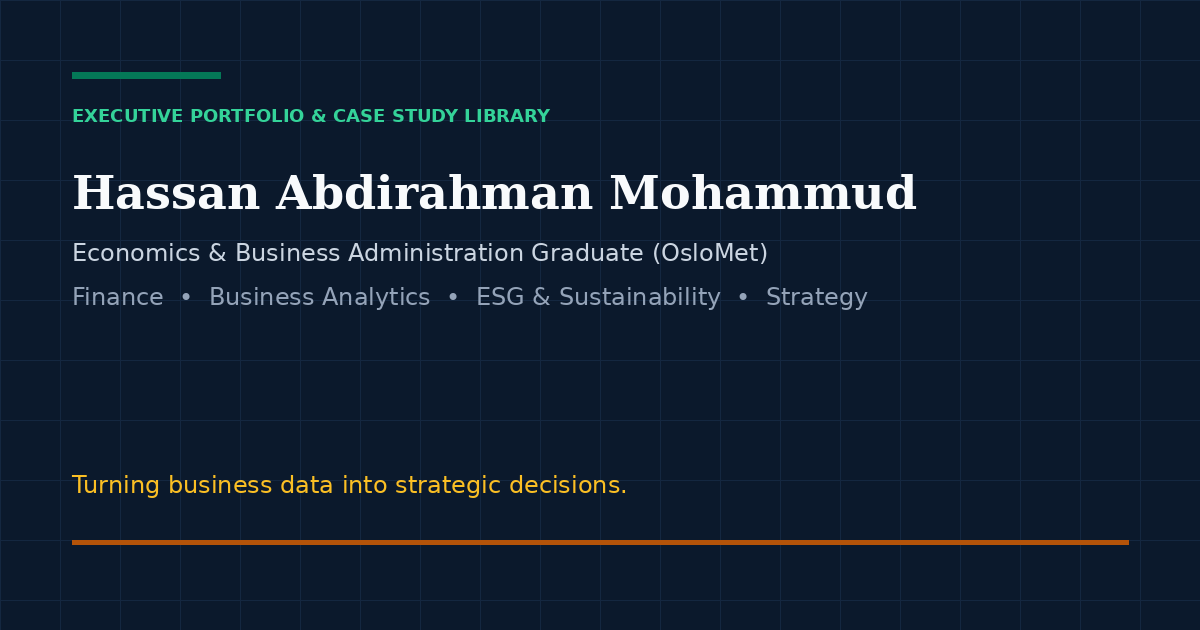 EXECUTIVE PORTFOLIO & CASE STUDY LIBRARY
Hassan Abdirahman Mohammud
Economics & Business Administration Graduate (OsloMet)
Finance • Business Analytics • ESG & Sustainability • Strategy
Turning business data into strategic decisions.